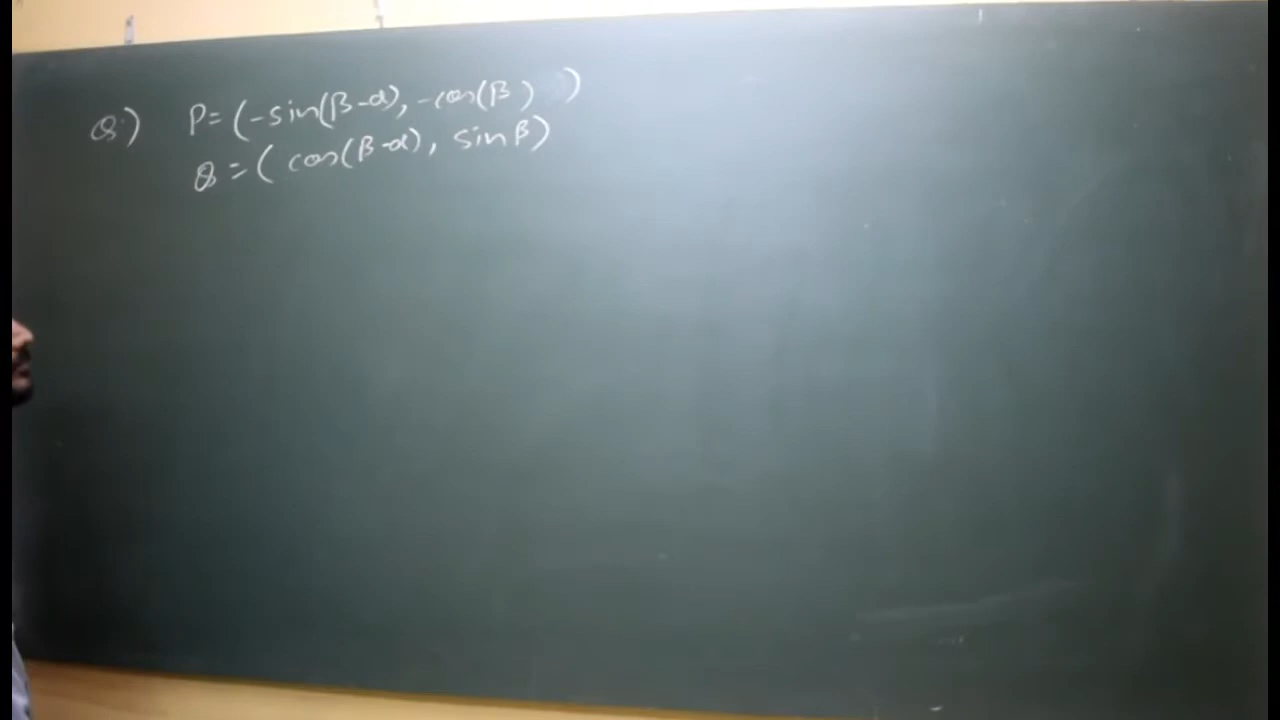 Q) P=(-sin(β-α), -cos(β) )
Q=( cos(β-α), sinβ)